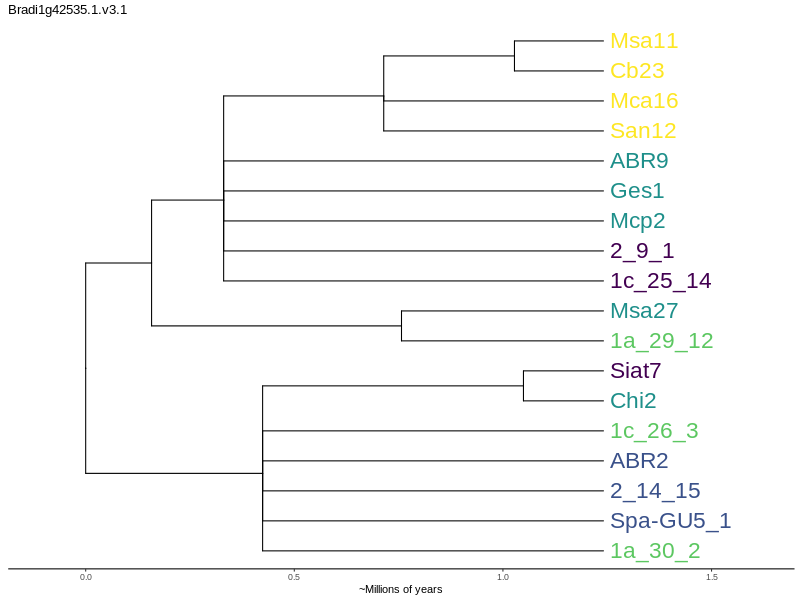 Bradi1g42535.1.v3.1
Msa11
Cb23
Mca16
San12
ABR9
Ges1
Mcp2
2_9_1
1c_25_14
Msa27
1a_29_12
Siat7
Chi2
1c_26_3
ABR2
2_14_15
Spa-GU5_1
1a_30_2
0.0 0.5 1.0 1.5
~Millions of years